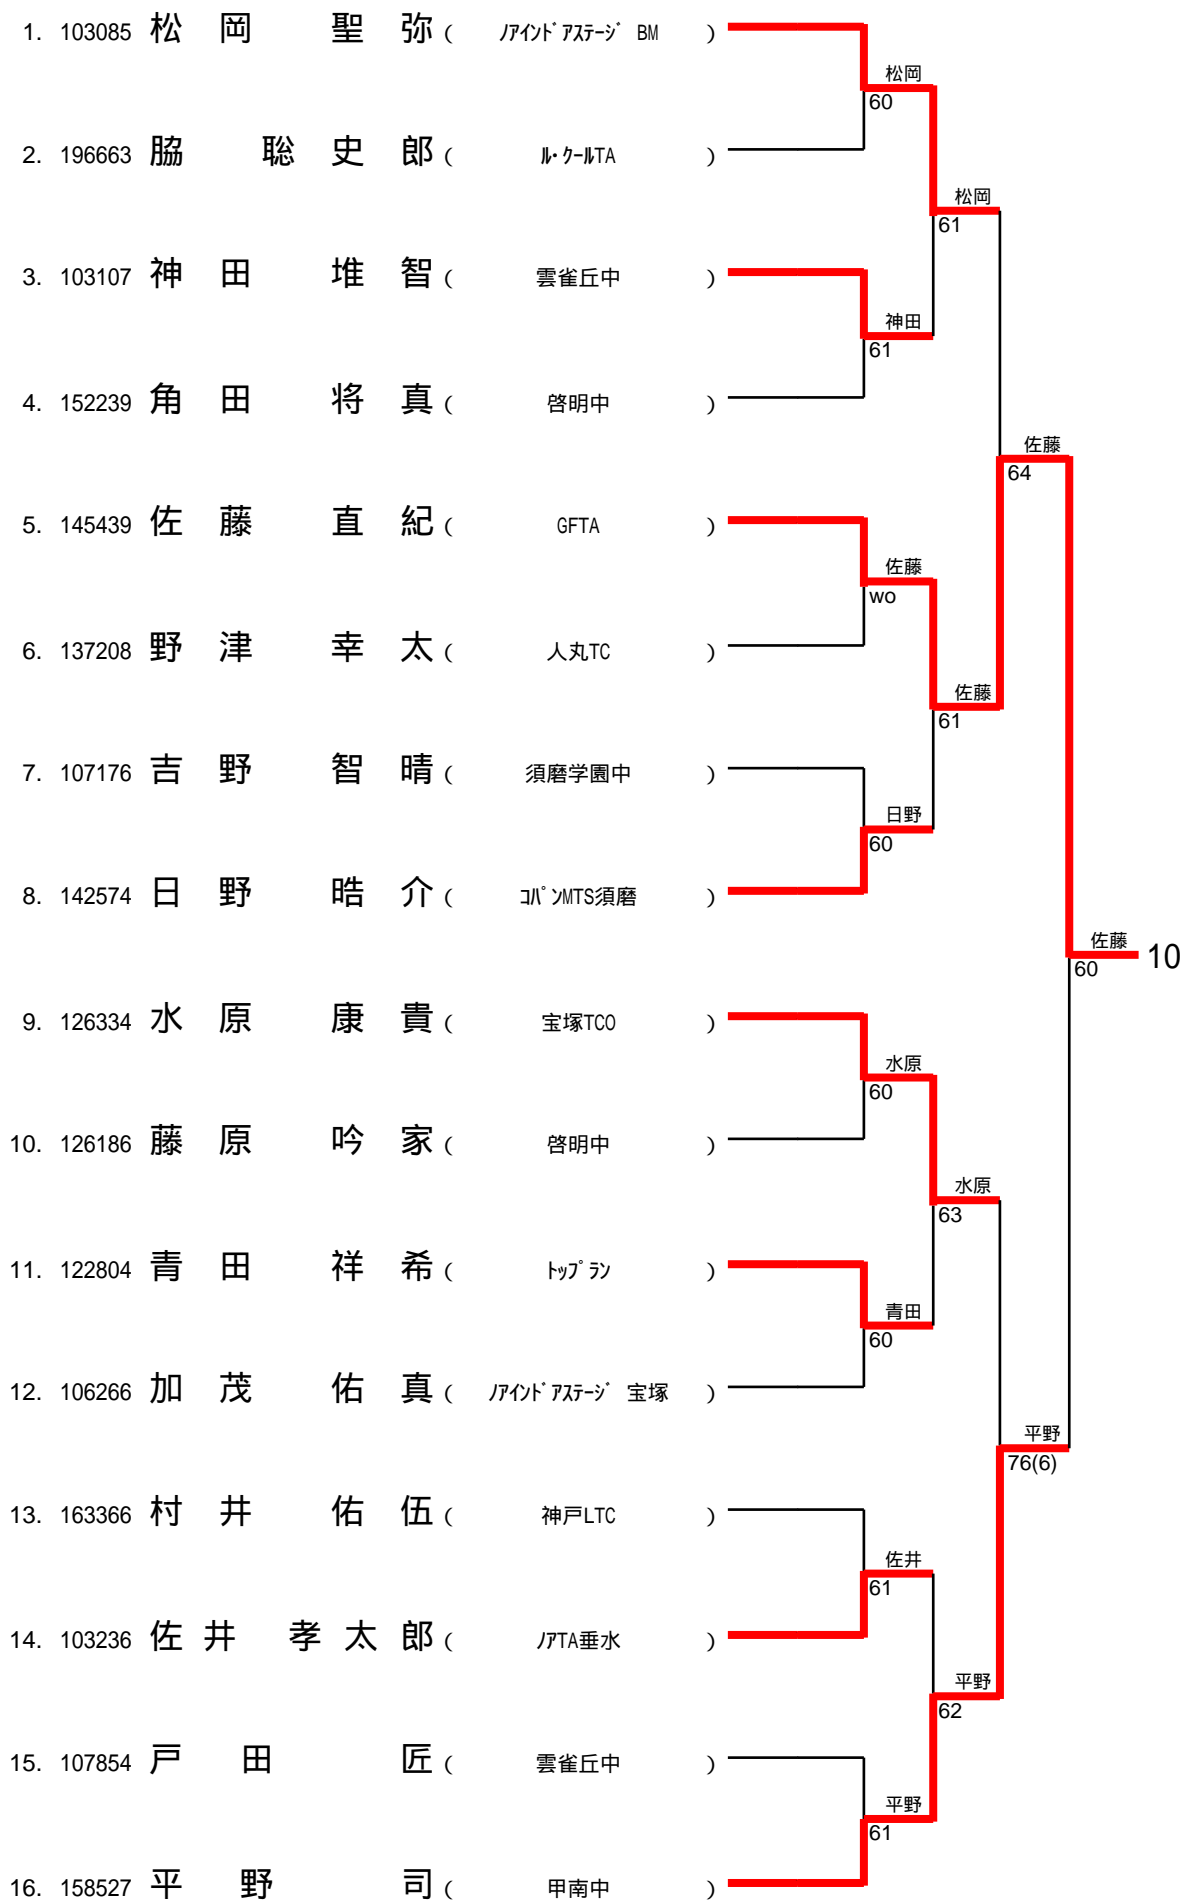 1. 103085 松岡 聖弥 ( ﾉｱｲﾝﾄﾞｱｽﾃｰｼﾞ BM )
松岡
60
2. 196663 脇 聡史郎 ( ﾙ･ｸｰﾙTA )
松岡
61
3. 103107 神田 堆智 ( 雲雀丘中 )
神田
61
4. 152239 角田 将真 ( 啓明中 )
佐藤
64
5. 145439 佐藤 直紀 ( GFTA )
佐藤
wo
6. 137208 野津 幸太 ( 人丸TC )
佐藤
61
7. 107176 吉野 智晴 ( 須磨学園中 )
日野
60
8. 142574 日野 晧介 ( ｺﾊﾟﾝMTS須磨 )
佐藤 10
60
9. 126334 水原 康貴 ( 宝塚TCO )
水原
60
10. 126186 藤原 吟家 ( 啓明中 )
水原
63
11. 122804 青田 祥希 ( ﾄｯﾌﾟﾗﾝ )
青田
60
12. 106266 加茂 佑真 ( ﾉｱｲﾝﾄﾞｱｽﾃｰｼﾞ 宝塚 )
平野
76(6)
13. 163366 村井 佑伍 ( 神戸LTC )
佐井
61
14. 103236 佐井 孝太郎 ( ﾉｱTA垂水 )
平野
62
15. 107854 戸田 匠 ( 雲雀丘中 )
平野
61
16. 158527 平野 司 ( 甲南中 )